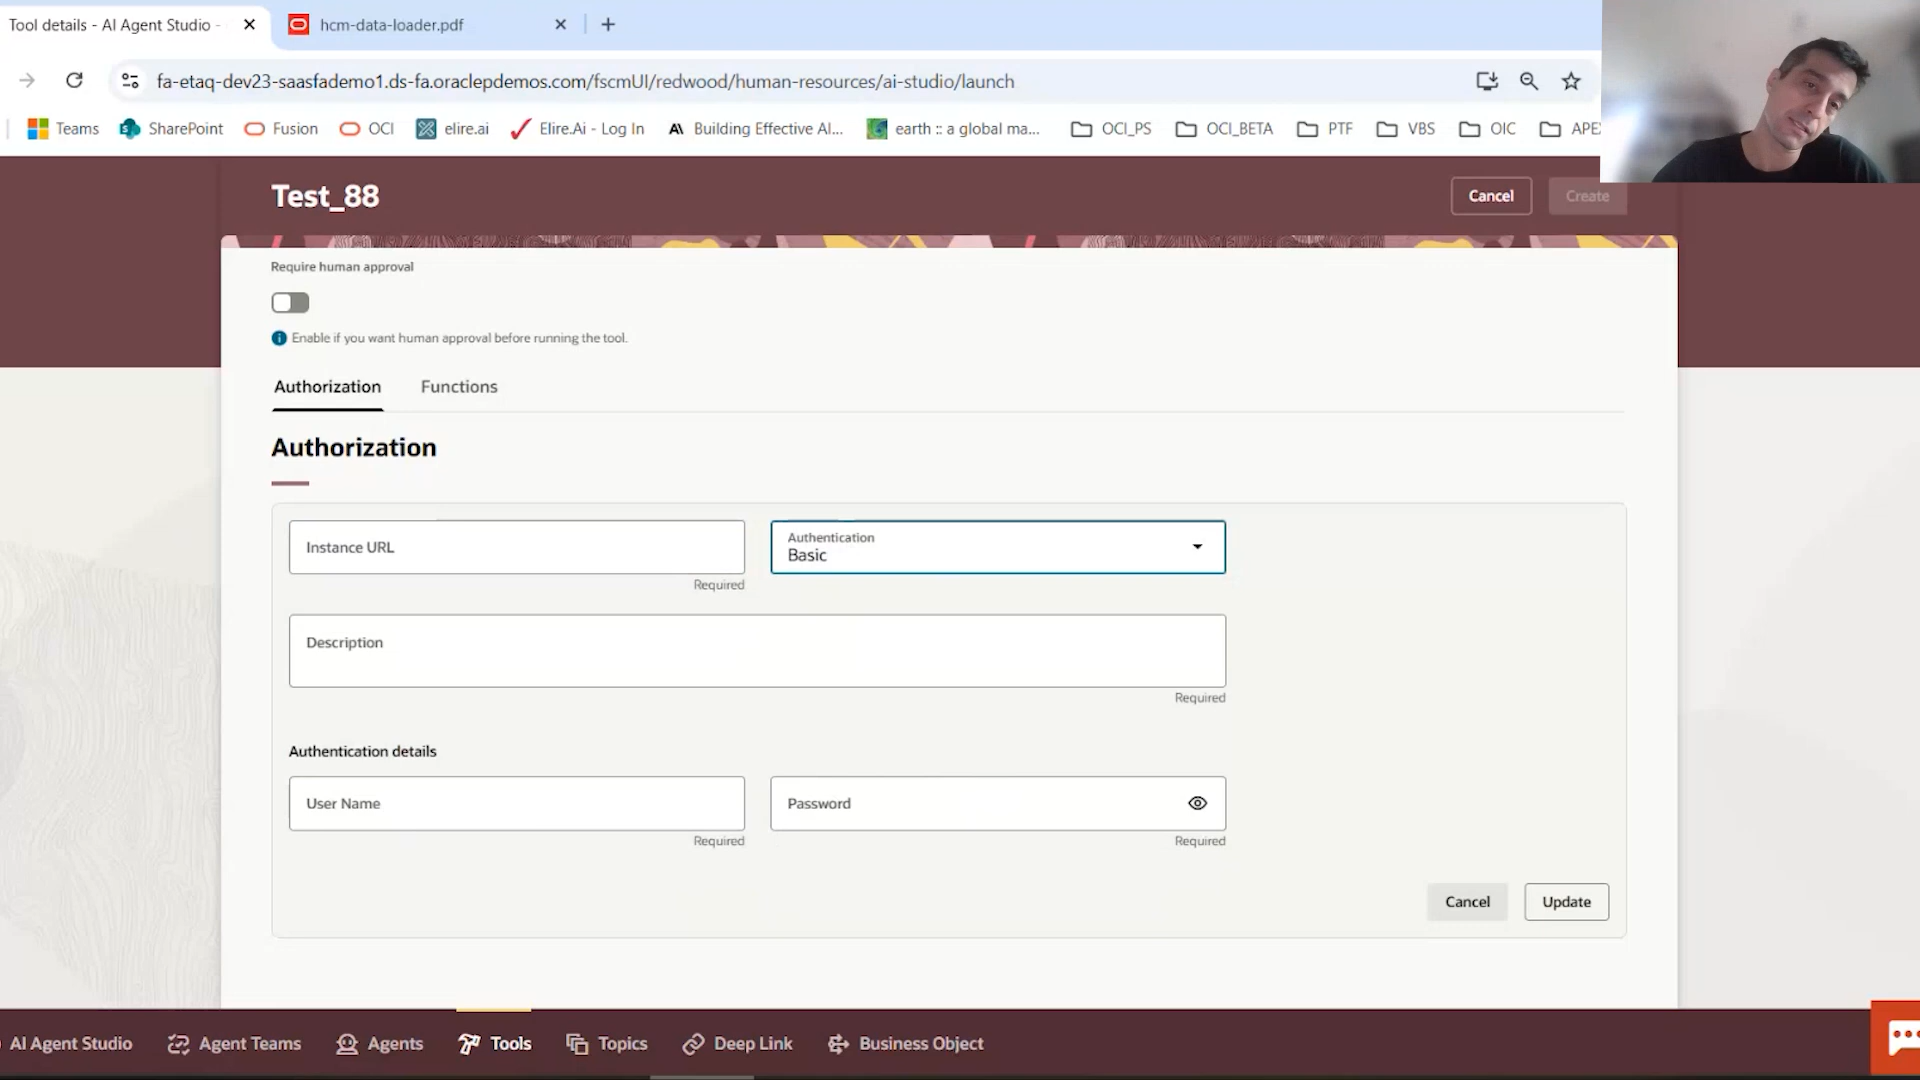 Tool details - AI Agent Studio -
hcm-data-loader.pdf
fa-etaq-dev23-saasfademo1.ds-fa.oraclepdemos.com/fscmUI/redwood/human-resources/ai-studio/launch
Teams
SharePoint
Fusion
OCI
elire.ai
Elire.Ai - Log In
Building Effective AI...
earth :: a global ma...
OCI_PS
OCI_BETA
PTF
VBS
OIC
APEX
Test_88
Cancel
Create
Require human approval
Enable if you want human approval before running the tool.
Authorization
Functions
Authorization
Instance URL
Required
Authentication
Basic
Description
Required
Authentication details
User Name
Required
Password
Required
Cancel
Update
AI Agent Studio
Agent Teams
Agents
Tools
Topics
Deep Link
Business Object